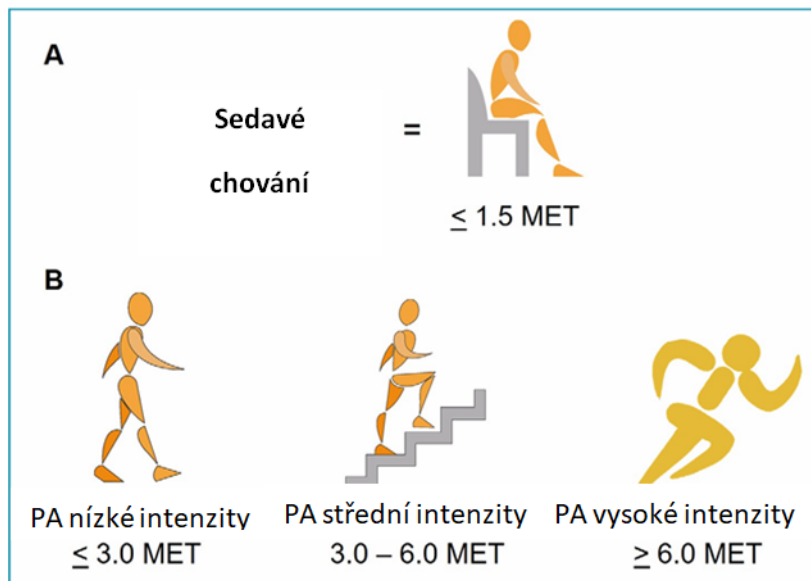 A
Sedavé
chování
=
≤ 1.5 MET
B
PA nízké intenzity
PA střední intenzity
PA vysoké intenzity
≤ 3.0 MET
3.0 – 6.0 MET
≥ 6.0 MET